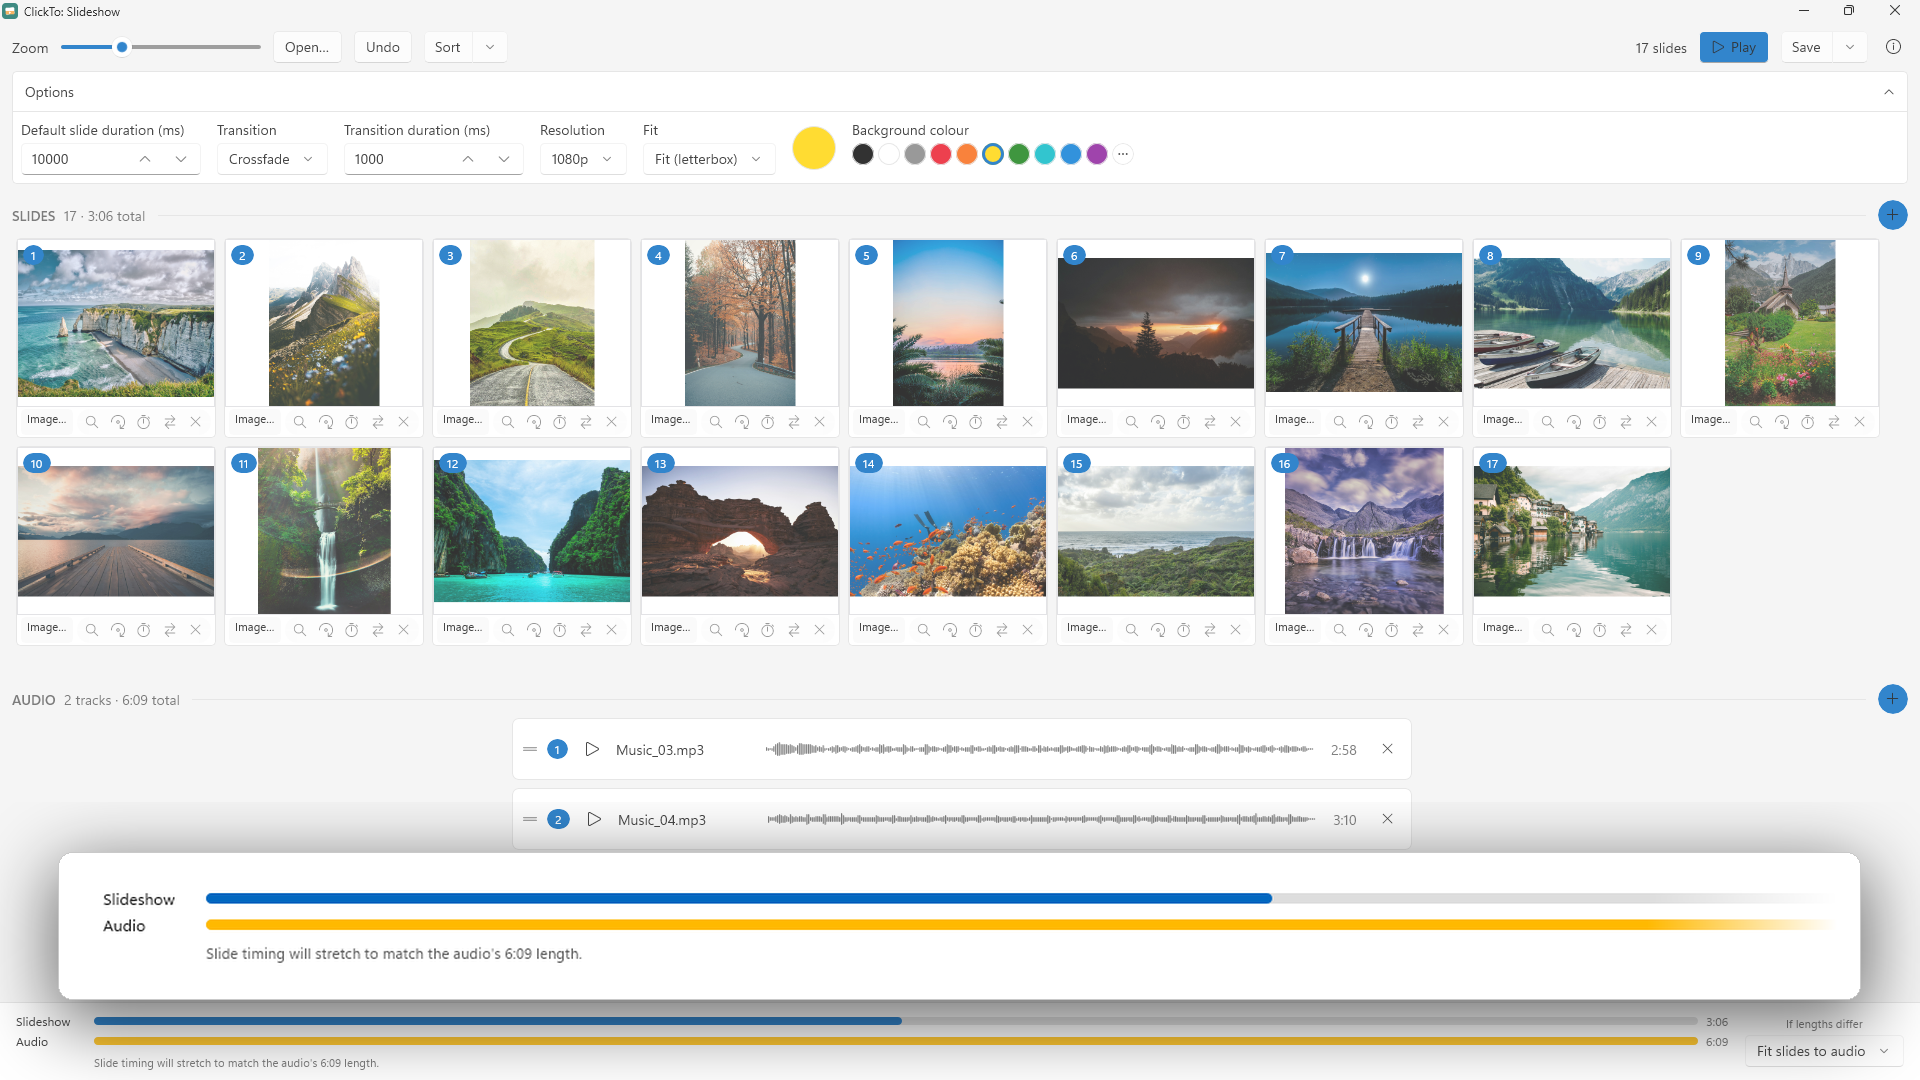 ClickTo: Slideshow
Zoom Open... Undo Sort 17 slides Play Save
Options
Default slide duration (ms) Transition Transition duration (ms) Resolution Fit Background colour
10000 Crossfade 1000 1080p Fit (letterbox) ...
SLIDES 17 · 3:06 total
1 2 3 4 5 6 7 8 9
Image... Image... Image... Image... Image... Image... Image... Image... Image...
10 11 12 13 14 15 16 17
Image... Image... Image... Image... Image... Image... Image... Image...
AUDIO 2 tracks · 6:09 total
1 Music_03.mp3 2:58
2 Music_04.mp3 3:10
Slideshow
Audio
Slide timing will stretch to match the audio's 6:09 length.
Slideshow 3:06 If lengths differ
Audio 6:09
Fit slides to audio
Slide timing will stretch to match the audio's 6:09 length.